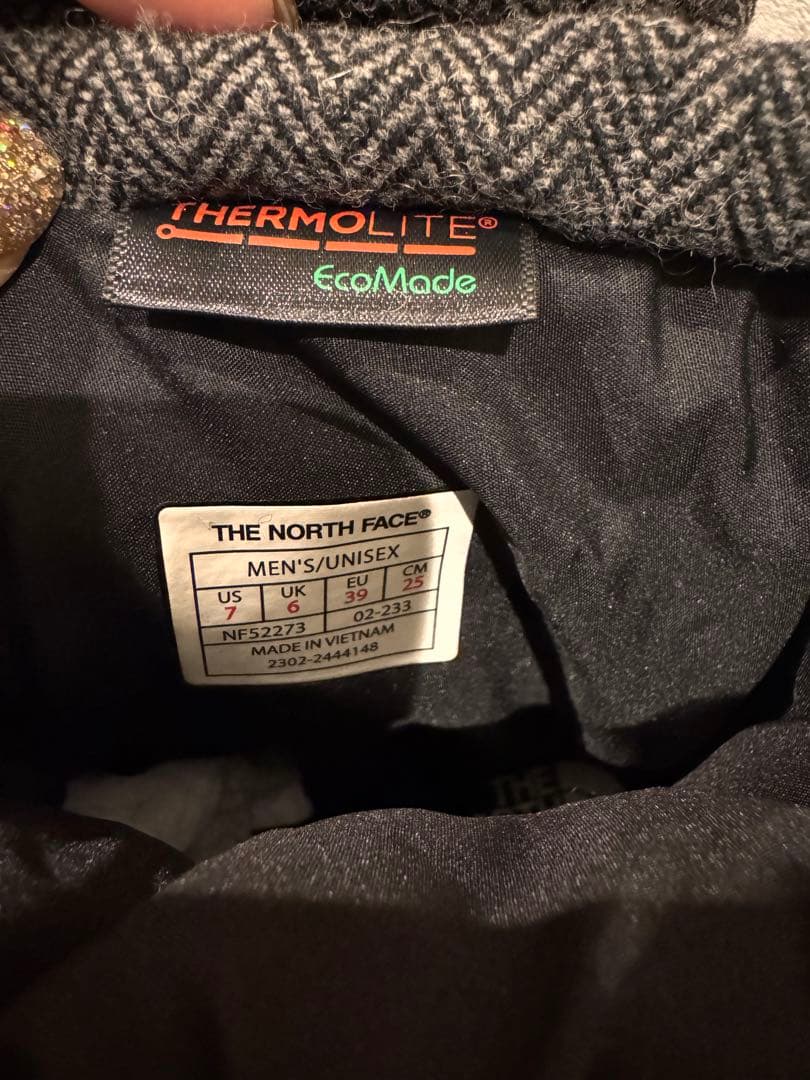 THERMOLITE®
EcoMade
THE NORTH FACE®
MEN'S/UNISEX
US UK EU CM
7 6 39 25
NF52273 02-233
MADE IN VIETNAM
2302-2444148
THE